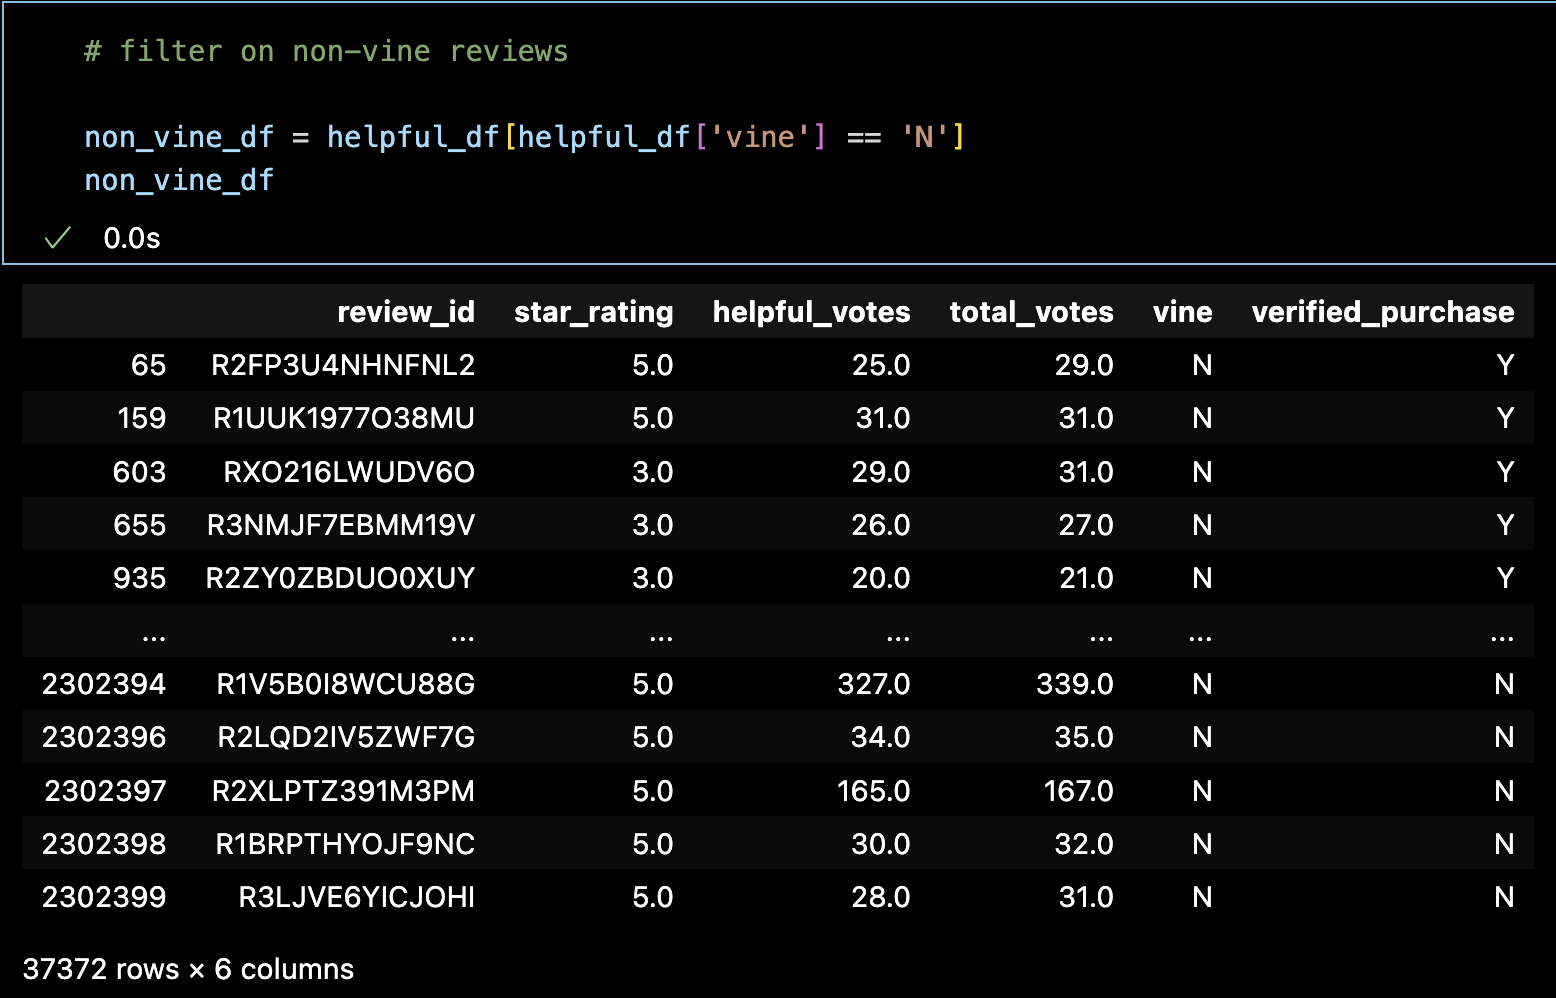 # filter on non-vine reviews
non_vine_df = helpful_df[helpful_df['vine'] == 'N']
non_vine_df
✓ 0.0s
review_id star_rating helpful_votes total_votes vine verified_purchase
65 R2FP3U4NHNFNL2 5.0 25.0 29.0 N Y
159 R1UUK1977O38MU 5.0 31.0 31.0 N Y
603 RXO216LWUDV6O 3.0 29.0 31.0 N Y
655 R3NMJF7EBMM19V 3.0 26.0 27.0 N Y
935 R2ZY0ZBDUO0XUY 3.0 20.0 21.0 N Y
... ... ... ... ... ... ...
2302394 R1V5B0I8WCU88G 5.0 327.0 339.0 N N
2302396 R2LQD2IV5ZWF7G 5.0 34.0 35.0 N N
2302397 R2XLPTZ391M3PM 5.0 165.0 167.0 N N
2302398 R1BRPTHYOJF9NC 5.0 30.0 32.0 N N
2302399 R3LJVE6YICJOHI 5.0 28.0 31.0 N N
37372 rows × 6 columns